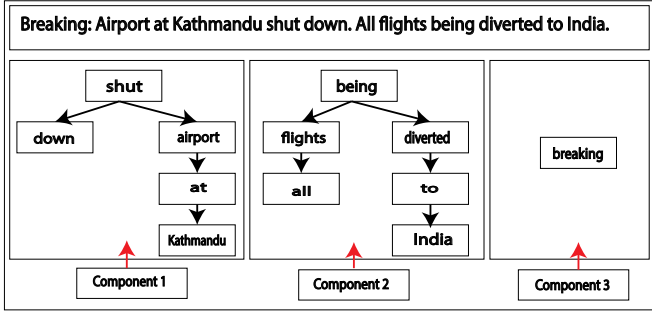 Breaking: Airport at Kathmandu shut down. All flights being diverted to India.
shut
down
airport
at
Kathmandu
being
flights
diverted
all
to
India
breaking
Component 1
Component 2
Component 3